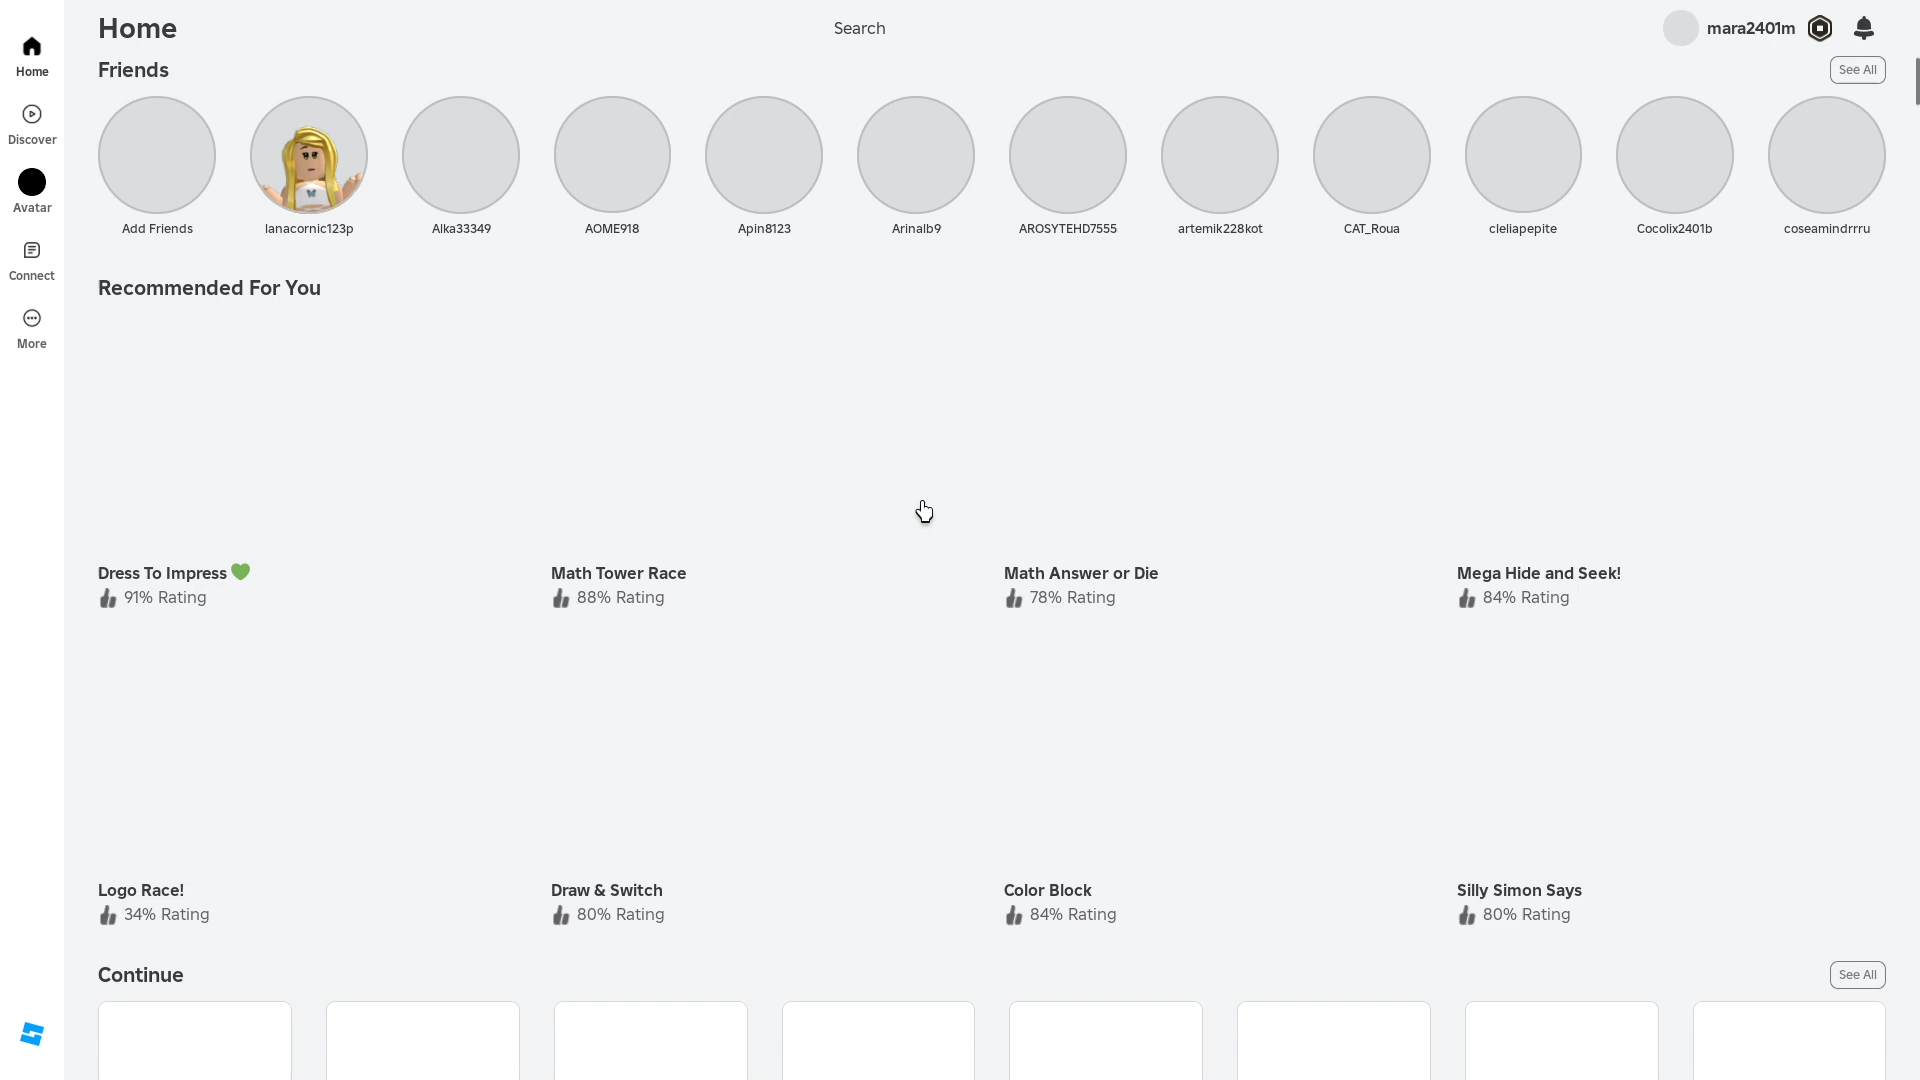 Home
Search
mara2401m
Home
Discover
Avatar
Connect
More
Friends
See All
Add Friends
lanacornic123p
Alka33349
AOME918
Apin8123
Arinalb9
AROSYTEHD7555
artemik228kot
CAT_Roua
cleliapepite
Cocolix2401b
coseamindrrru
Recommended For You
Dress To Impress 💚
91% Rating
Math Tower Race
88% Rating
Math Answer or Die
78% Rating
Mega Hide and Seek!
84% Rating
Logo Race!
34% Rating
Draw & Switch
80% Rating
Color Block
84% Rating
Silly Simon Says
80% Rating
Continue
See All